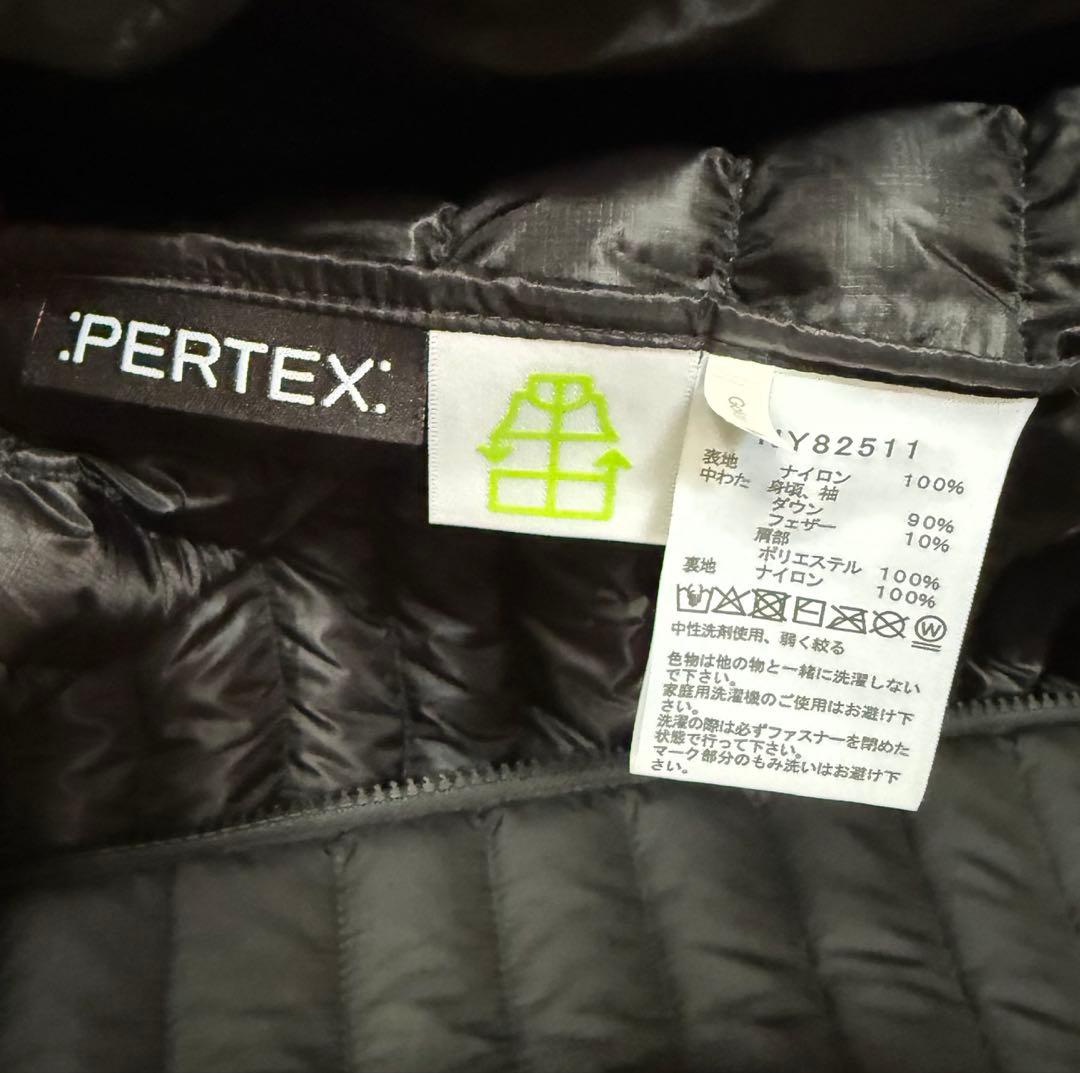 :PERTEX:
Y82511
表地 ナイロン 100%
中わた 身頃、袖
ダウン 90%
フェザー 10%
肩部
ポリエステル 100%
裏地 ナイロン 100%
W
中性洗剤使用、弱く絞る
色物は他の物と一緒に洗濯しない
で下さい。
家庭用洗濯機のご使用はお避け下
さい。
洗濯の際は必ずファスナーを閉めた
状態で行って下さい。
マーク部分のもみ洗いはお避け下
さい。